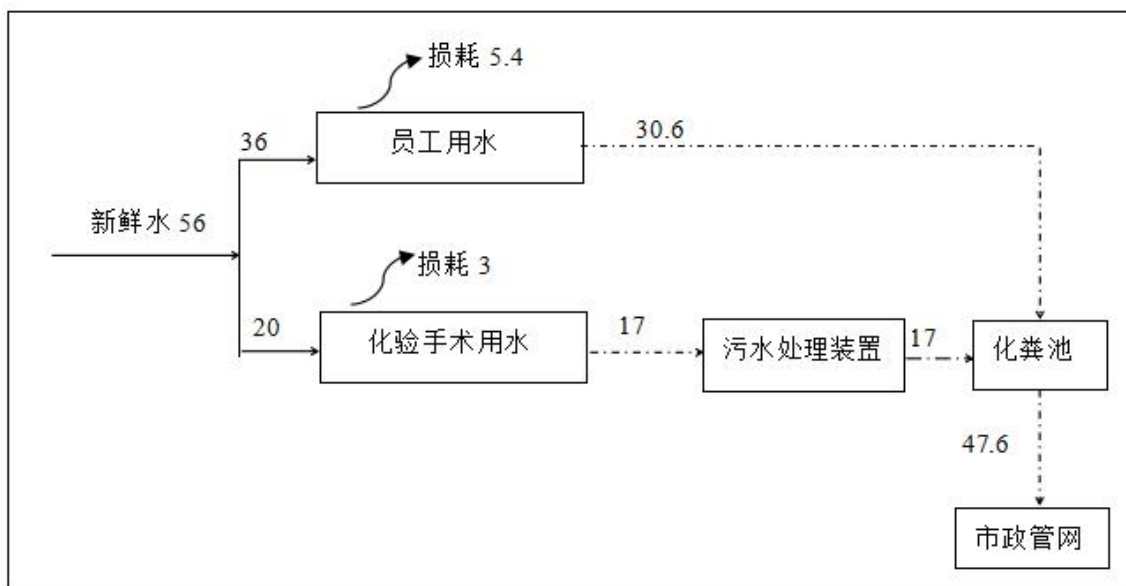 损耗 5.4
员工用水
36
30.6
新鲜水 56
损耗 3
20
化验手术用水
17
污水处理装置
17
化粪池
47.6
市政管网